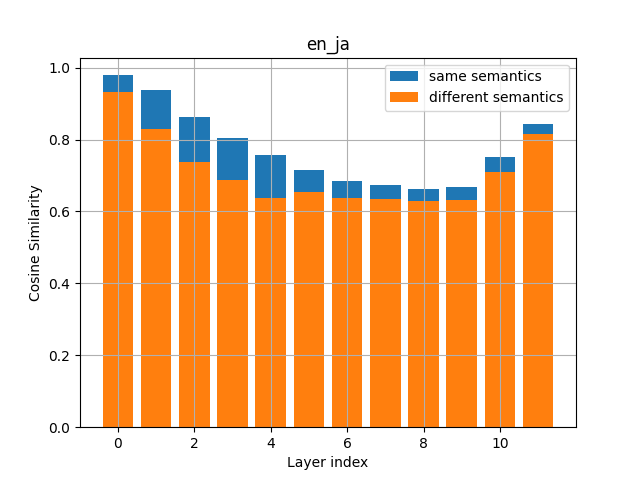 en_ja
same semantics
different semantics
Cosine Similarity
1.0
0.8
0.6
0.4
0.2
0.0
0 2 4 6 8 10
Layer index